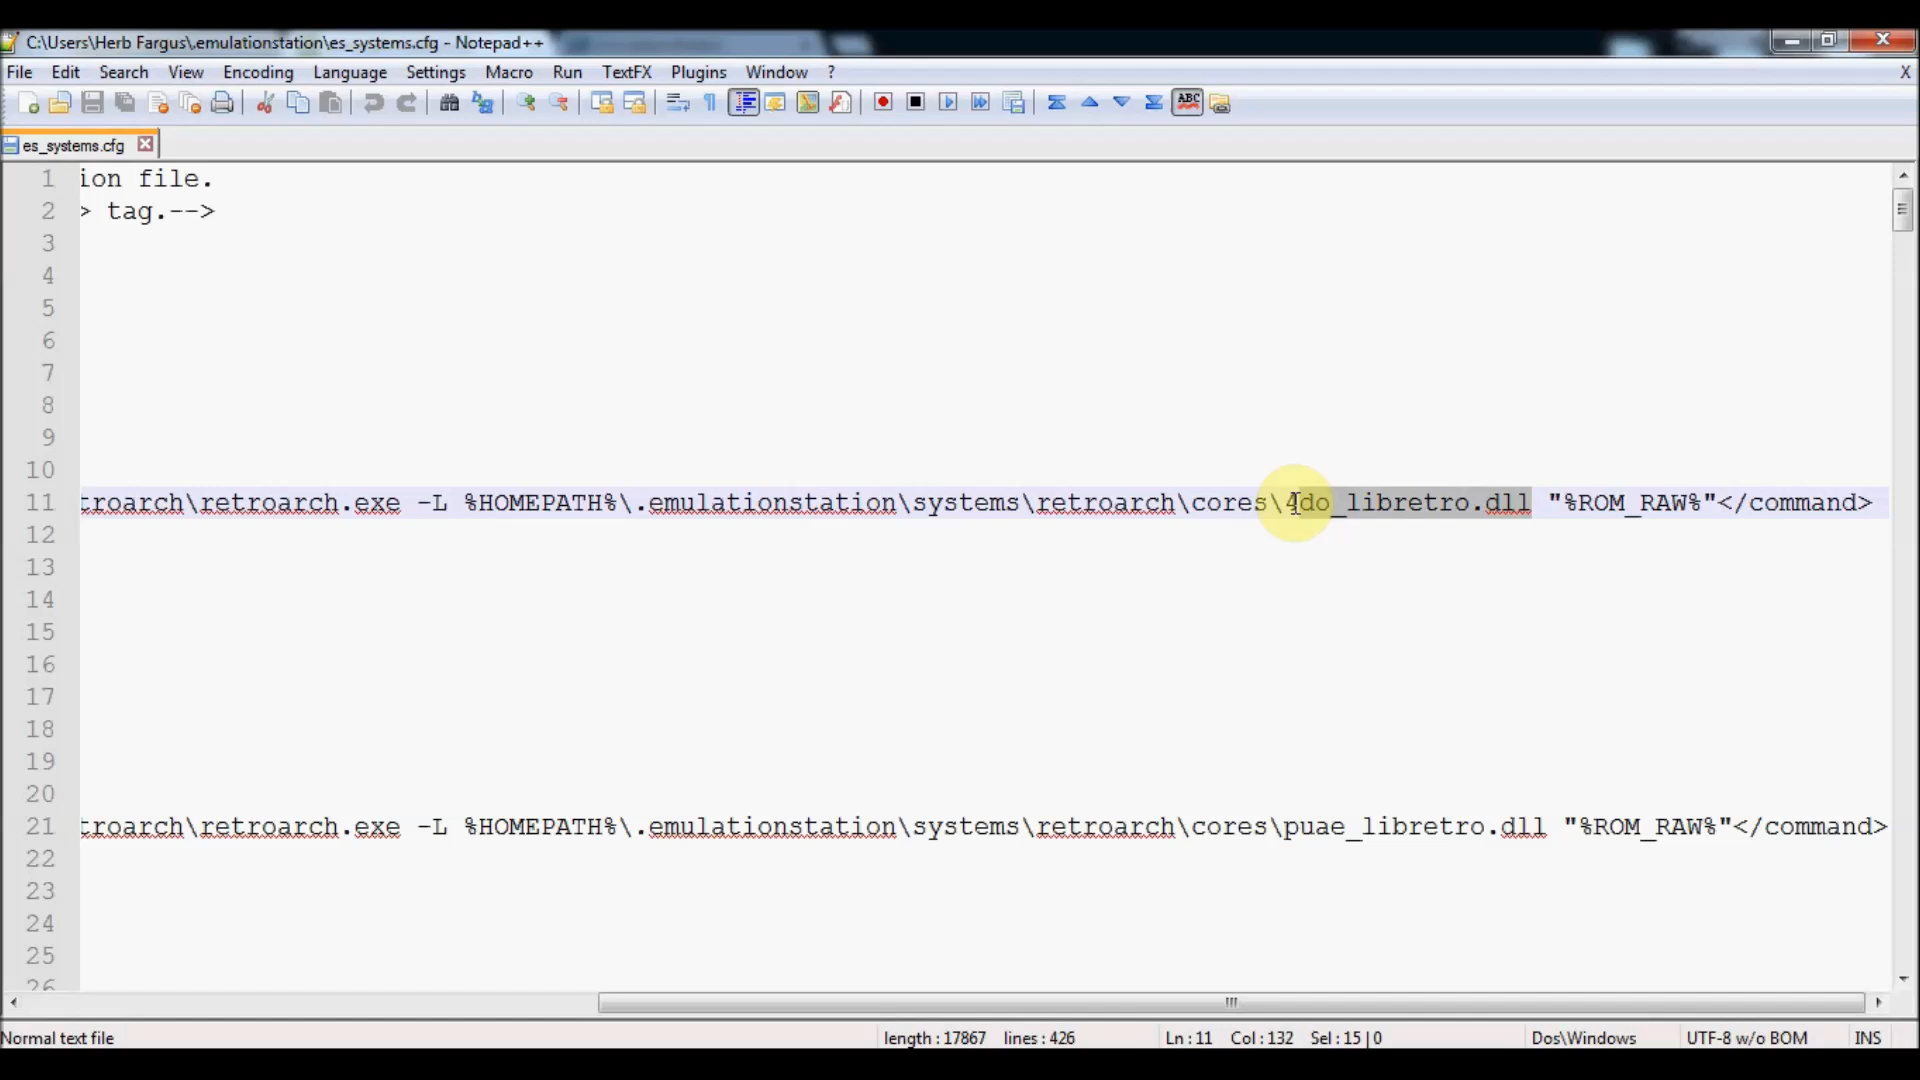 C:\Users\Herb Fargus\.emulationstation\es_systems.cfg - Notepad++
File Edit Search View Encoding Language Settings Macro Run TextFX Plugins Window ? X
ABC
es_systems.cfg
1 ion file.
2 > tag.-->
3
4
5
6
7
8
9
10
11 troarch\retroarch.exe -L %HOMEPATH%\.emulationstation\systems\retroarch\cores\4do_libretro.dll "%ROM_RAW%"</command>
12
13
14
15
16
17
18
19
20
21 troarch\retroarch.exe -L %HOMEPATH%\.emulationstation\systems\retroarch\cores\puae_libretro.dll "%ROM_RAW%"</command>
22
23
24
25
26
Normal text file length : 17867 lines : 426 Ln : 11 Col : 132 Sel : 15 | 0 Dos\Windows UTF-8 w/o BOM INS